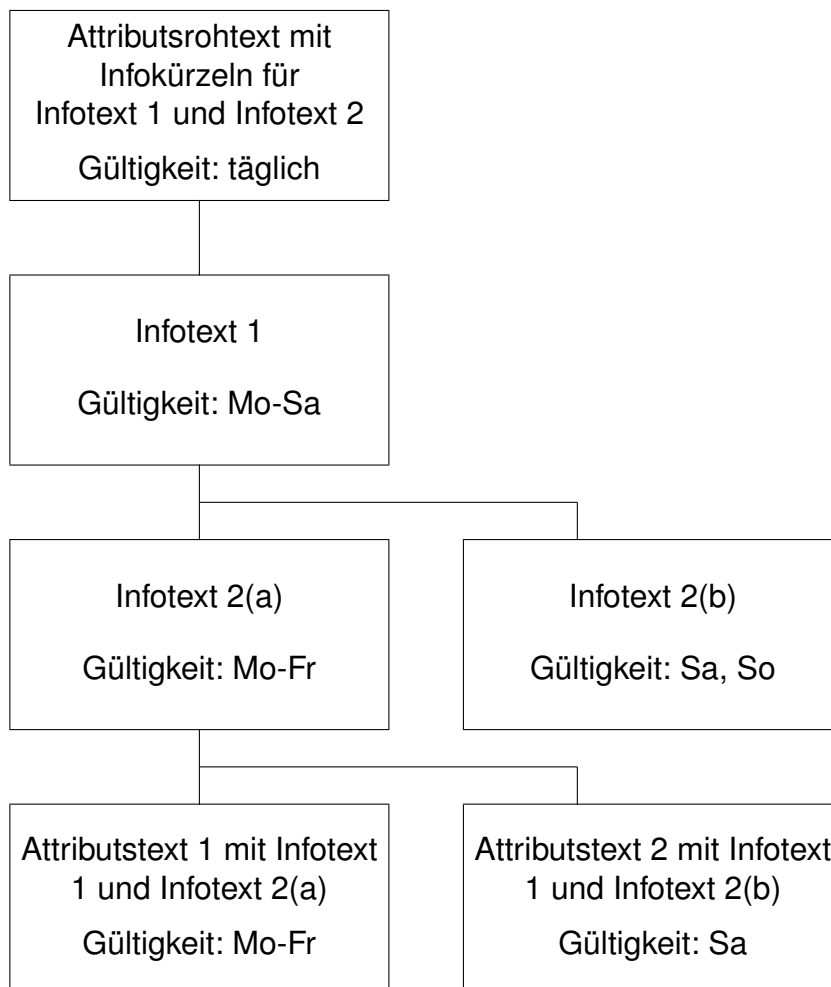 Attributsrohtext mit
Infokürzeln für
Infotext 1 und Infotext 2
Gültigkeit: täglich
Infotext 1
Gültigkeit: Mo-Sa
Infotext 2(a)
Gültigkeit: Mo-Fr
Infotext 2(b)
Gültigkeit: Sa, So
Attributstext 1 mit Infotext
1 und Infotext 2(a)
Gültigkeit: Mo-Fr
Attributstext 2 mit Infotext
1 und Infotext 2(b)
Gültigkeit: Sa